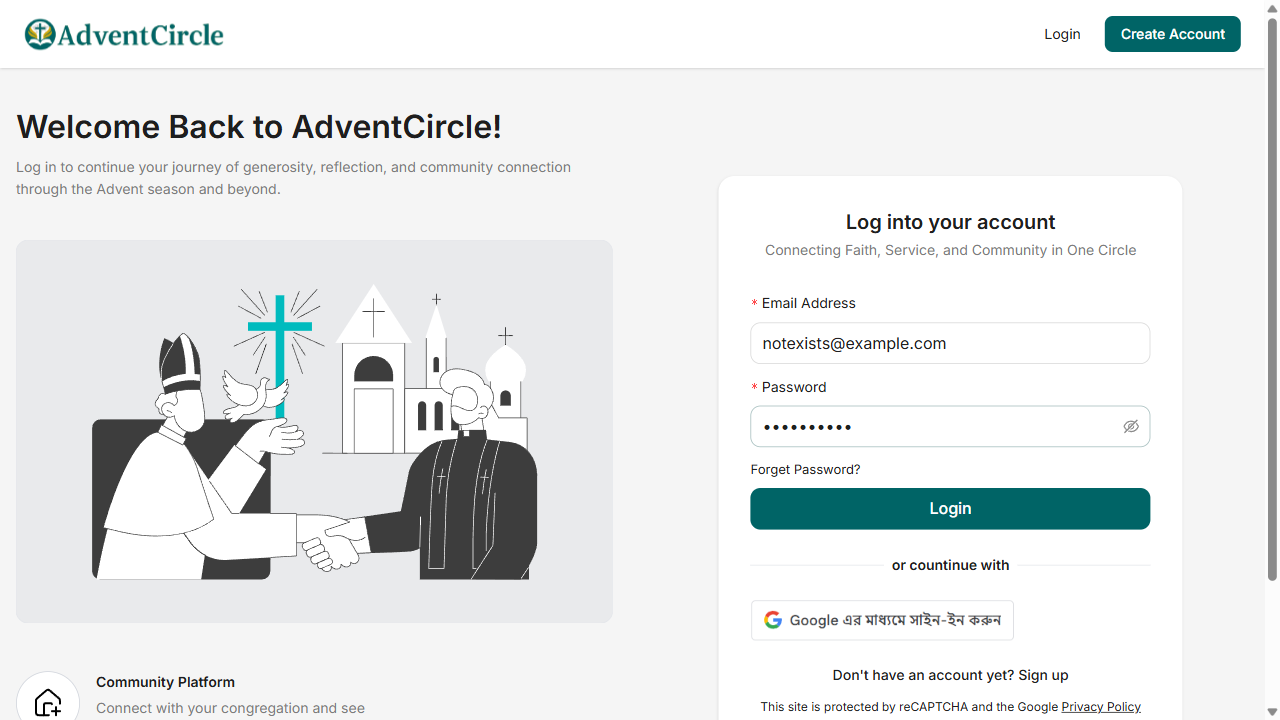 AdventCircle
Login
Create Account
Welcome Back to AdventCircle!
Log in to continue your journey of generosity, reflection, and community connection
through the Advent season and beyond.
Log into your account
Connecting Faith, Service, and Community in One Circle
* Email Address
notexists@example.com
* Password
••••••••••
Forget Password?
Login
or countinue with
Google এর মাধ্যমে সাইন-ইন করুন
Don't have an account yet? Sign up
This site is protected by reCAPTCHA and the Google Privacy Policy
Community Platform
Connect with your congregation and see